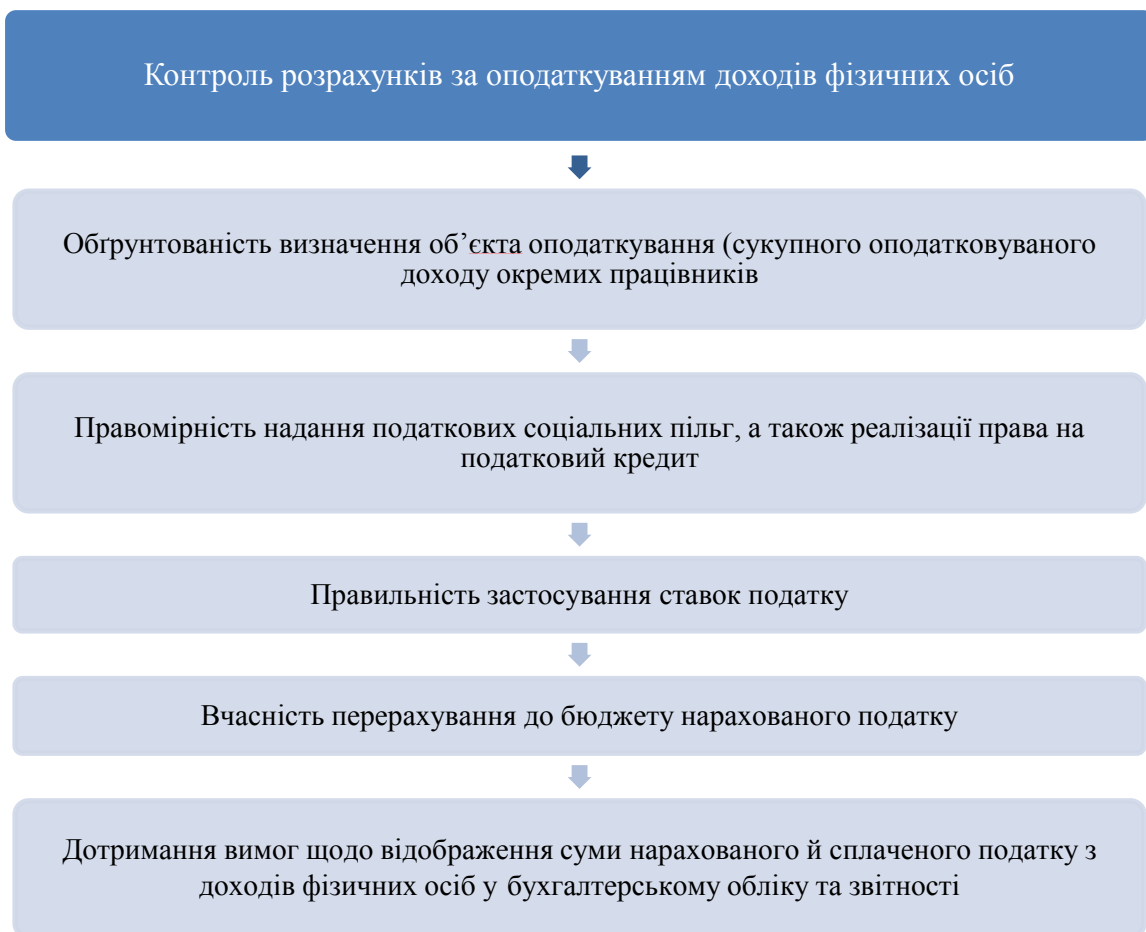 Контроль розрахунків за оподаткуванням доходів фізичних осіб
Обґрунтованість визначення об’єкта оподаткування (сукупного оподатковуваного
доходу окремих працівників
Правомірність надання податкових соціальних пільг, а також реалізації права на
податковий кредит
Правильність застосування ставок податку
Вчасність перерахування до бюджету нарахованого податку
Дотримання вимог щодо відображення суми нарахованого й сплаченого податку з
доходів фізичних осіб у бухгалтерському обліку та звітності